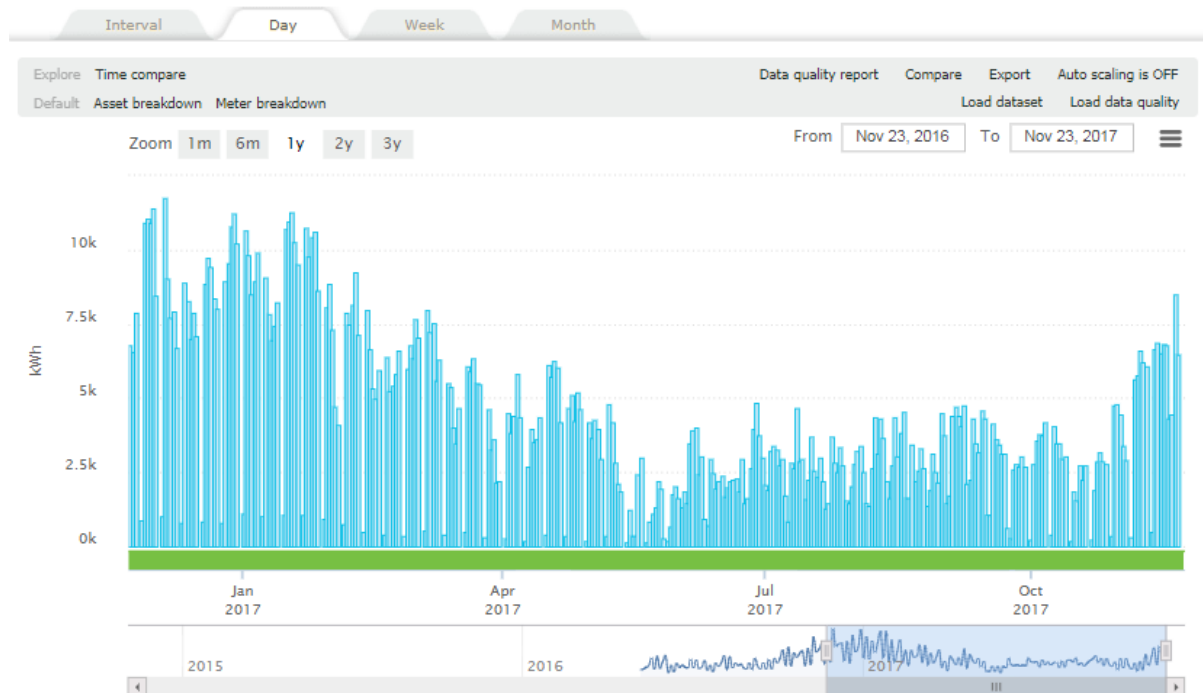 Interval Day Week Month
Explore Time compare Data quality report Compare Export Auto scaling is OFF
Default Asset breakdown Meter breakdown Load dataset Load data quality
Zoom 1m 6m 1y 2y 3y From Nov 23, 2016 To Nov 23, 2017
10k
7.5k
5k
2.5k
0k
kWh
Jan Apr Jul Oct
2017 2017 2017 2017
2015 2016 2017